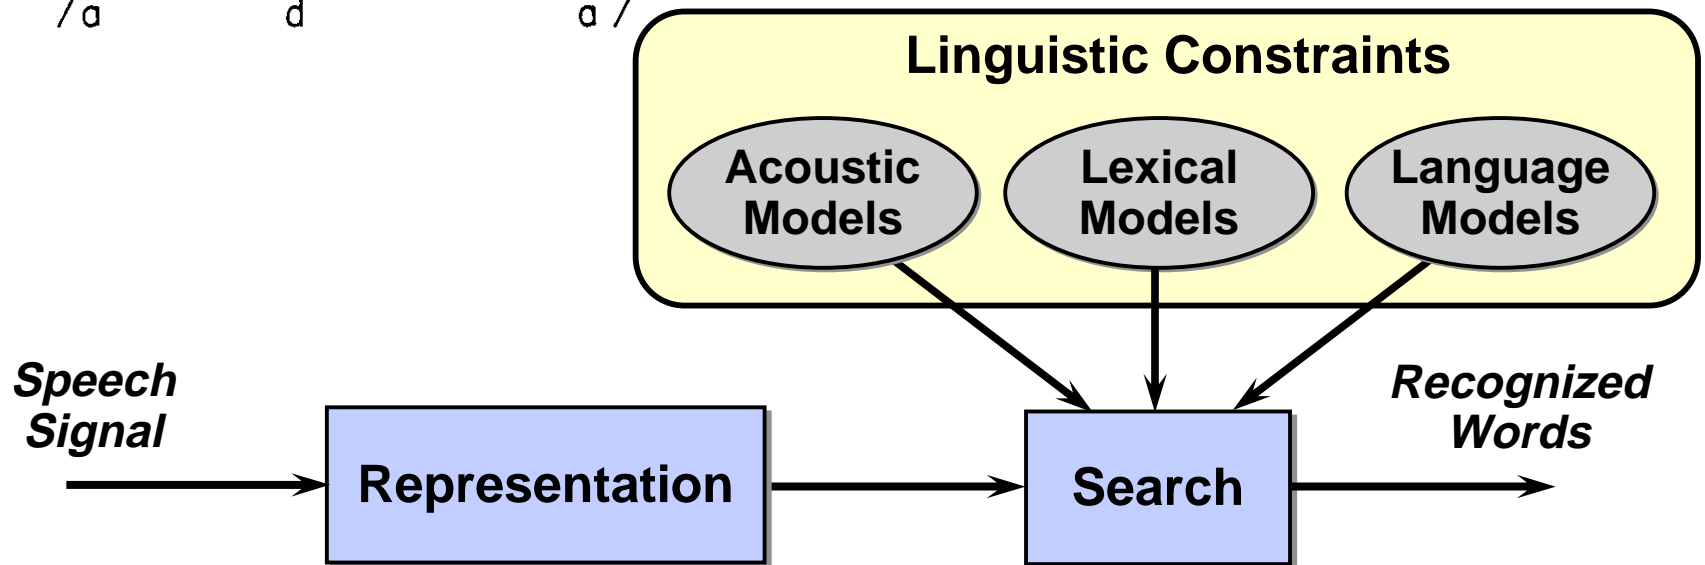 /a d a/
Linguistic Constraints
Acoustic
Models
Lexical
Models
Language
Models
Speech
Signal
Representation
Search
Recognized
Words